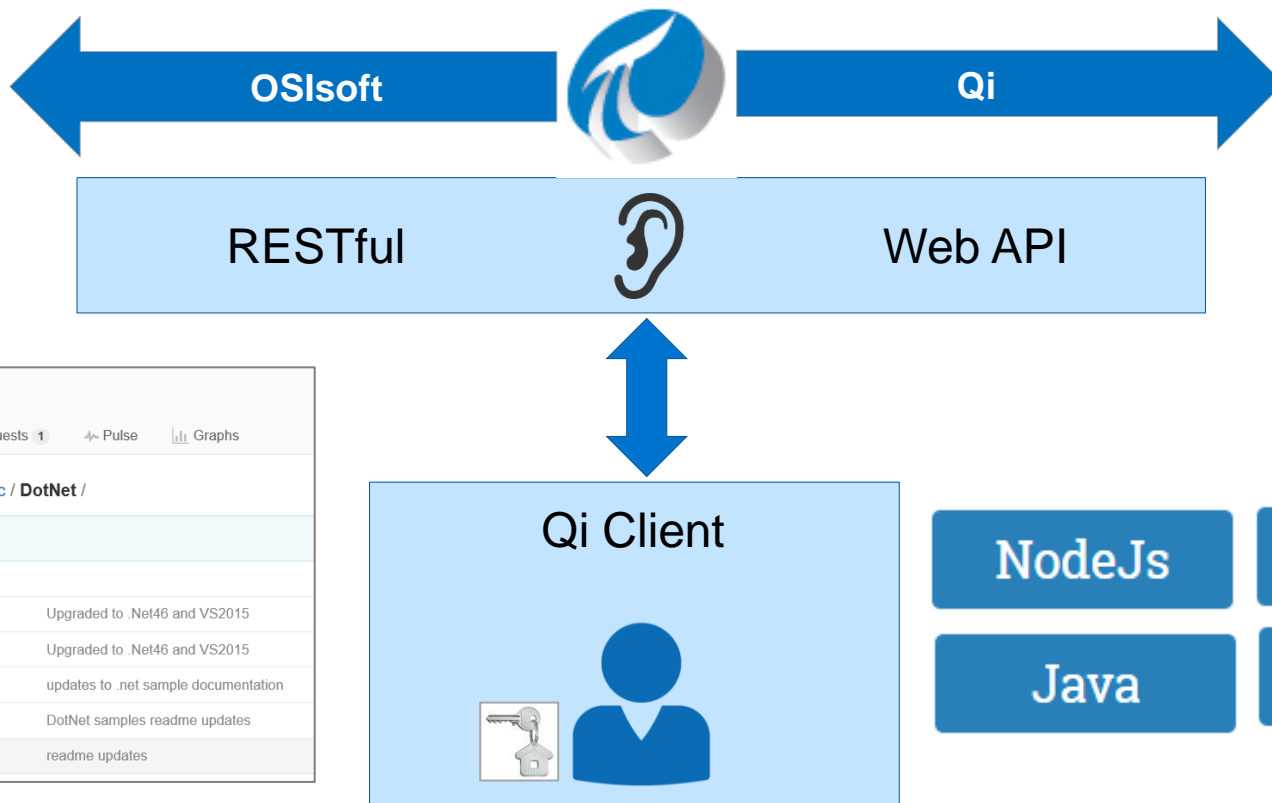 OSIsoft
Qi
RESTful
Web API
1
Pulse
Graphs
/ DotNet /
Upgraded to .Net46 and VS2015
Upgraded to .Net46 and VS2015
updates to .net sample documentation
DotNet samples readme updates
readme updates
Qi Client
NodeJs
Java